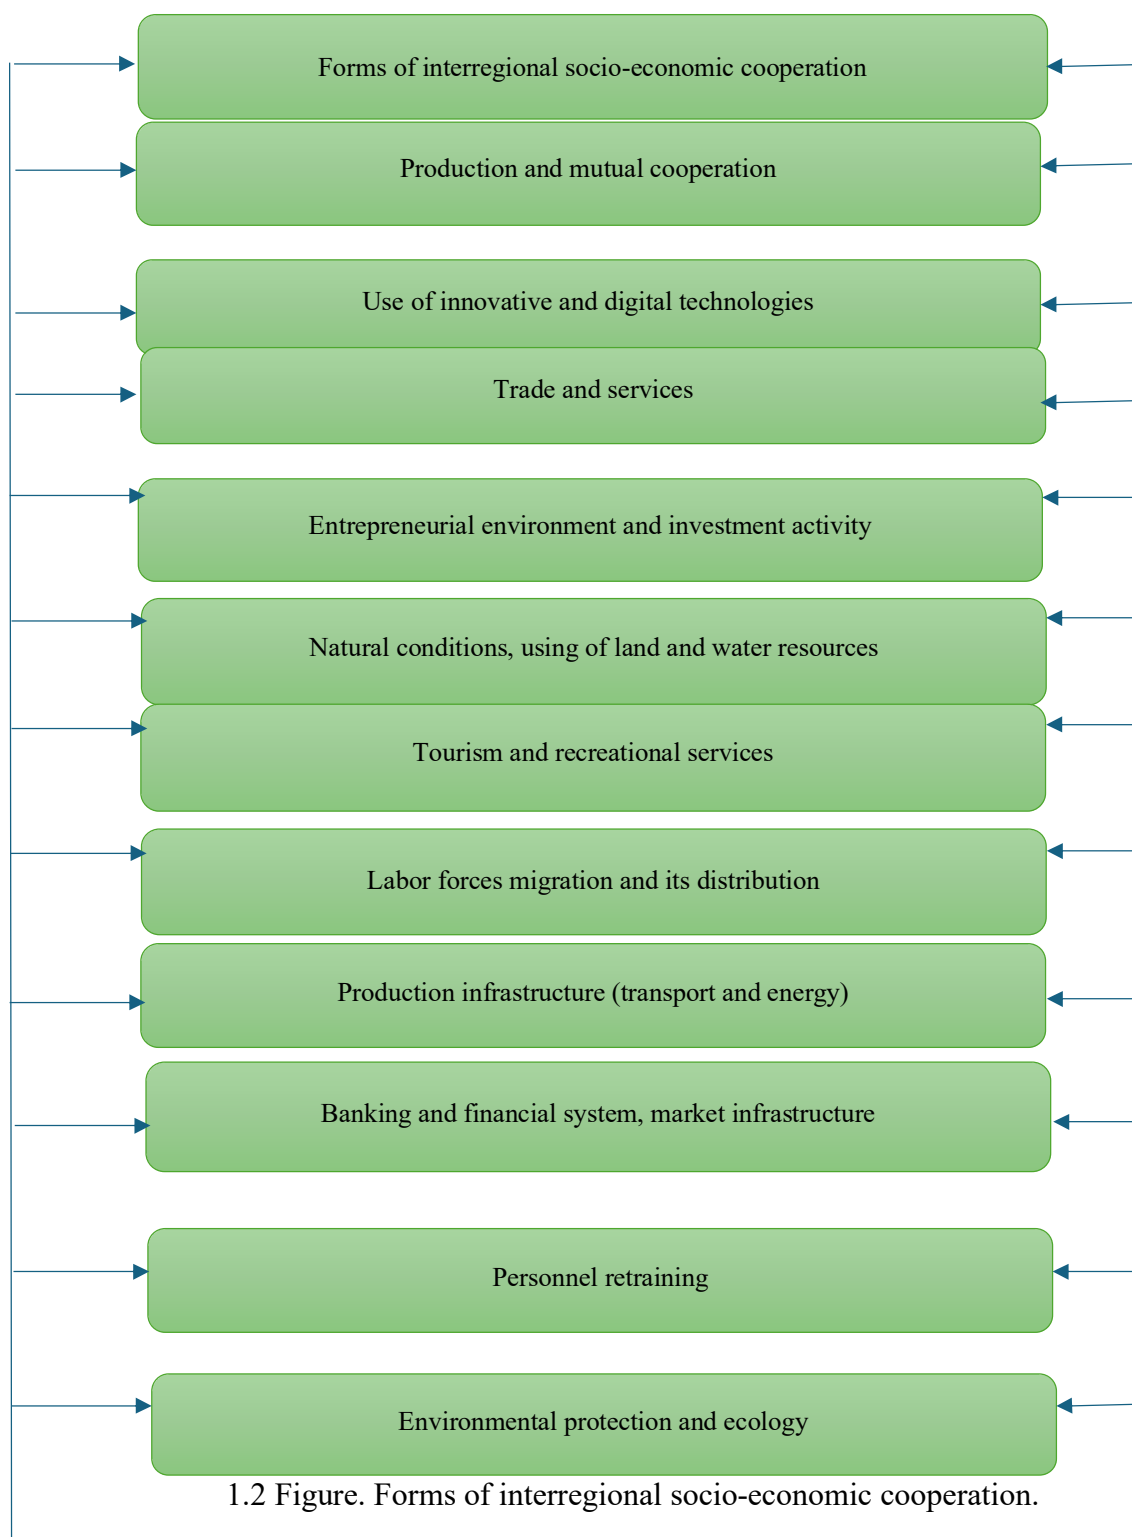 Forms of interregional socio-economic cooperation
Production and mutual cooperation
Use of innovative and digital technologies
Trade and services
Entrepreneurial environment and investment activity
Natural conditions, using of land and water resources
Tourism and recreational services
Labor forces migration and its distribution
Production infrastructure (transport and energy)
Banking and financial system, market infrastructure
Personnel retraining
Environmental protection and ecology
1.2 Figure. Forms of interregional socio-economic cooperation.